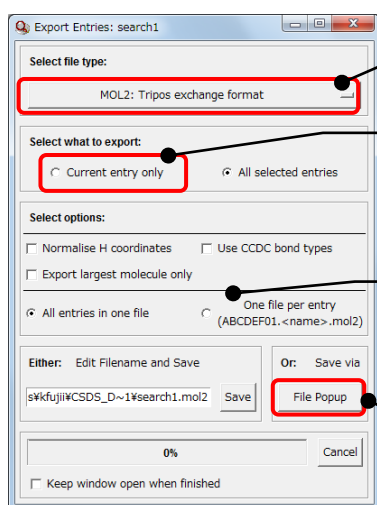 Export Entries: search1
Select file type:
MOL2: Tripos exchange format
Select what to export:
Current entry only
All selected entries
Select options:
Normalise H coordinates
Use CCDC bond types
Export largest molecule only
All entries in one file
One file per entry
(ABCDEF01.<name>.mol2)
Either: Edit Filename and Save
Or: Save via
s¥kfujii¥CSDS_D~1¥search1.mol2
Save
File Popup
0%
Cancel
Keep window open when finished